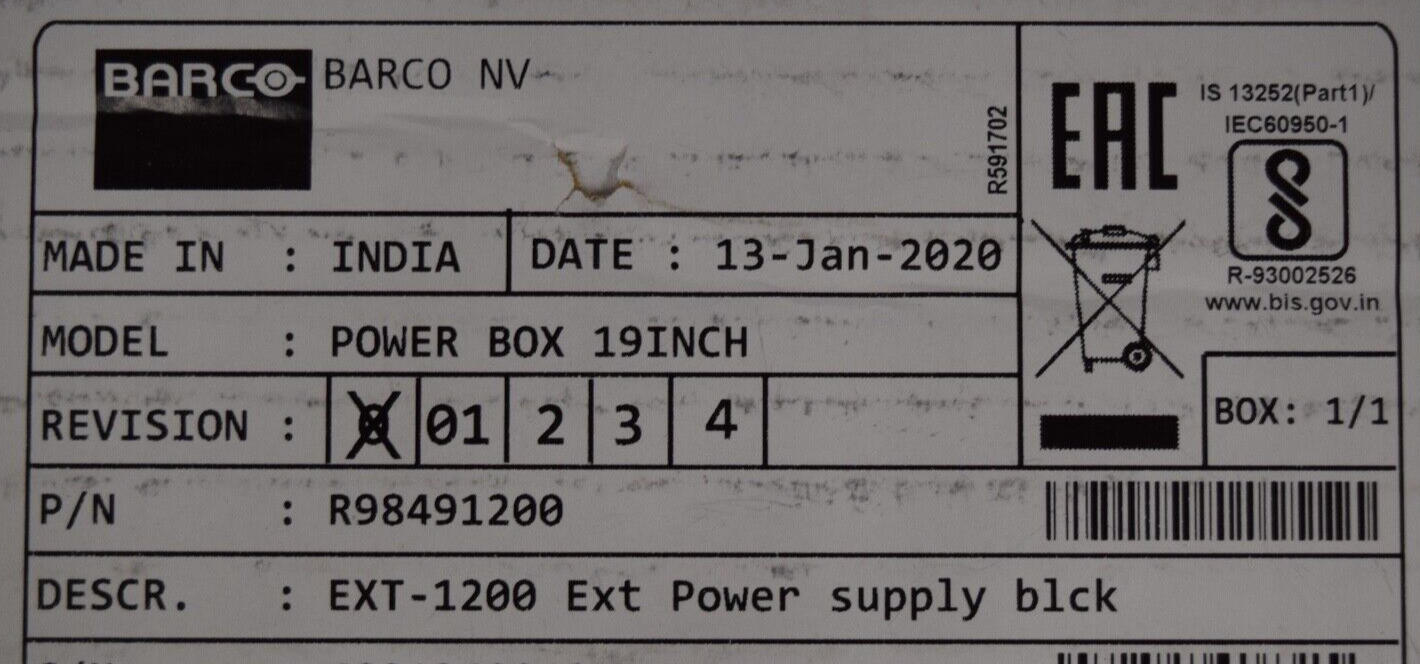 BARCO BARCO NV
R591702
EAC
IS 13252(Part1)/
IEC60950-1
R-93002526
www.bis.gov.in
MADE IN : INDIA DATE : 13-Jan-2020
MODEL : POWER BOX 19INCH
REVISION : 0 01 2 3 4
BOX: 1/1
P/N : R98491200
DESCR. : EXT-1200 Ext Power supply blck